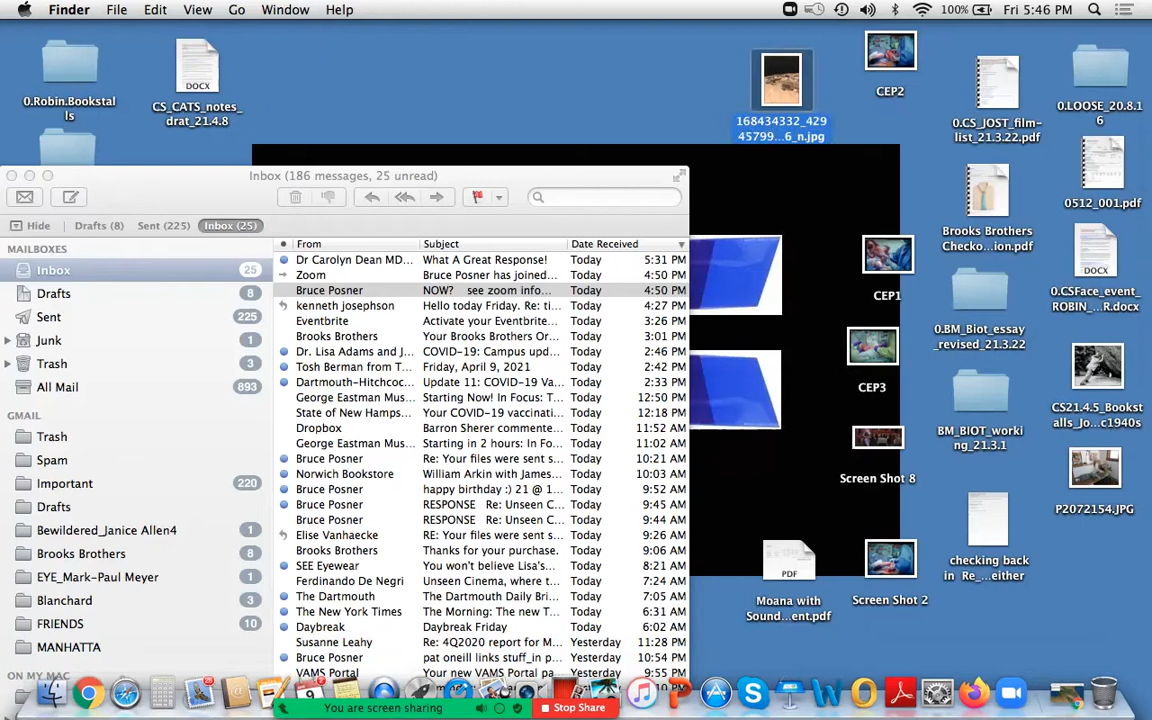 Finder File Edit View Go Window Help
100% Fri 5:46 PM
0.Robin.Booksta
ls
DOCX
CS_CATS_notes_
drat_21.4.8
168434332_429
45799...6_n.jpg
CEP2
0.CS_JOST_film-
list_21.3.22.pdf
0.LOOSE_20.8.1
6
0512_001.pdf
Brooks Brothers
Checko...ion.pdf
CEP1
DOCX
0.CSFace_event_
ROBIN_...R.docx
0.BM_Biot_essay
_revised_21.3.22
CEP3
CS21.4.5_Bookst
alls_Jo...c1940s
BM_BIOT_worki
ng_21.3.1
Screen Shot 8
P2072154.JPG
checking back
in Re_...either
PDF
Moana with
Sound...ent.pdf
Screen Shot 2
Inbox (186 messages, 25 unread)
Hide Drafts (8) Sent (225) Inbox (25)
MAILBOXES
Inbox 25
Drafts 8
Sent 225
Junk 1
Trash 3
All Mail 893
GMAIL
Trash
Spam
Important 220
Drafts
Bewildered_Janice Allen4 1
Brooks Brothers 8
EYE_Mark-Paul Meyer 1
Blanchard 3
FRIENDS 10
MANHATTA
ON MY MAC
From Subject Date Received
Dr Carolyn Dean MD... What A Great Response! Today 5:31 PM
Zoom Bruce Posner has joined... Today 4:50 PM
Bruce Posner NOW? see zoom info... Today 4:50 PM
kenneth josephson Hello today Friday. Re: ti... Today 4:27 PM
Eventbrite Activate your Eventbrite... Today 3:26 PM
Brooks Brothers Your Brooks Brothers Or... Today 3:01 PM
Dr. Lisa Adams and J... COVID-19: Campus upd... Today 2:46 PM
Tosh Berman from T... Friday, April 9, 2021 Today 2:42 PM
Dartmouth-Hitchcoc... Update 11: COVID-19 Va... Today 2:33 PM
George Eastman Mus... Starting Now! In Focus: T... Today 12:50 PM
State of New Hamps... Your COVID-19 vaccinati... Today 12:18 PM
Dropbox Barron Sherer commente... Today 11:52 AM
George Eastman Mus... Starting in 2 hours: In Fo... Today 11:02 AM
Bruce Posner Re: Your files were sent s... Today 10:21 AM
Norwich Bookstore William Arkin with James... Today 10:03 AM
Bruce Posner happy birthday :) 21 @ 1... Today 9:52 AM
Bruce Posner RESPONSE Re: Unseen C... Today 9:45 AM
Bruce Posner RESPONSE Re: Unseen C... Today 9:44 AM
Elise Vanhaecke RE: Your files were sent s... Today 9:26 AM
Brooks Brothers Thanks for your purchase. Today 9:06 AM
SEE Eyewear You won't believe Lisa's... Today 8:21 AM
Ferdinando De Negri Unseen Cinema, where t... Today 7:24 AM
The Dartmouth The Dartmouth Daily Bri... Today 7:05 AM
The New York Times The Morning: The new T... Today 6:31 AM
Daybreak Daybreak Friday Today 6:02 AM
Susanne Leahy Re: 4Q2020 report for M... Yesterday 11:28 PM
Bruce Posner pat oneill links stuff_in p... Yesterday 10:54 PM
VAMS Portal Your new VAMS Portal pa... Yesterday 9:55 PM
You are screen sharing Stop Share